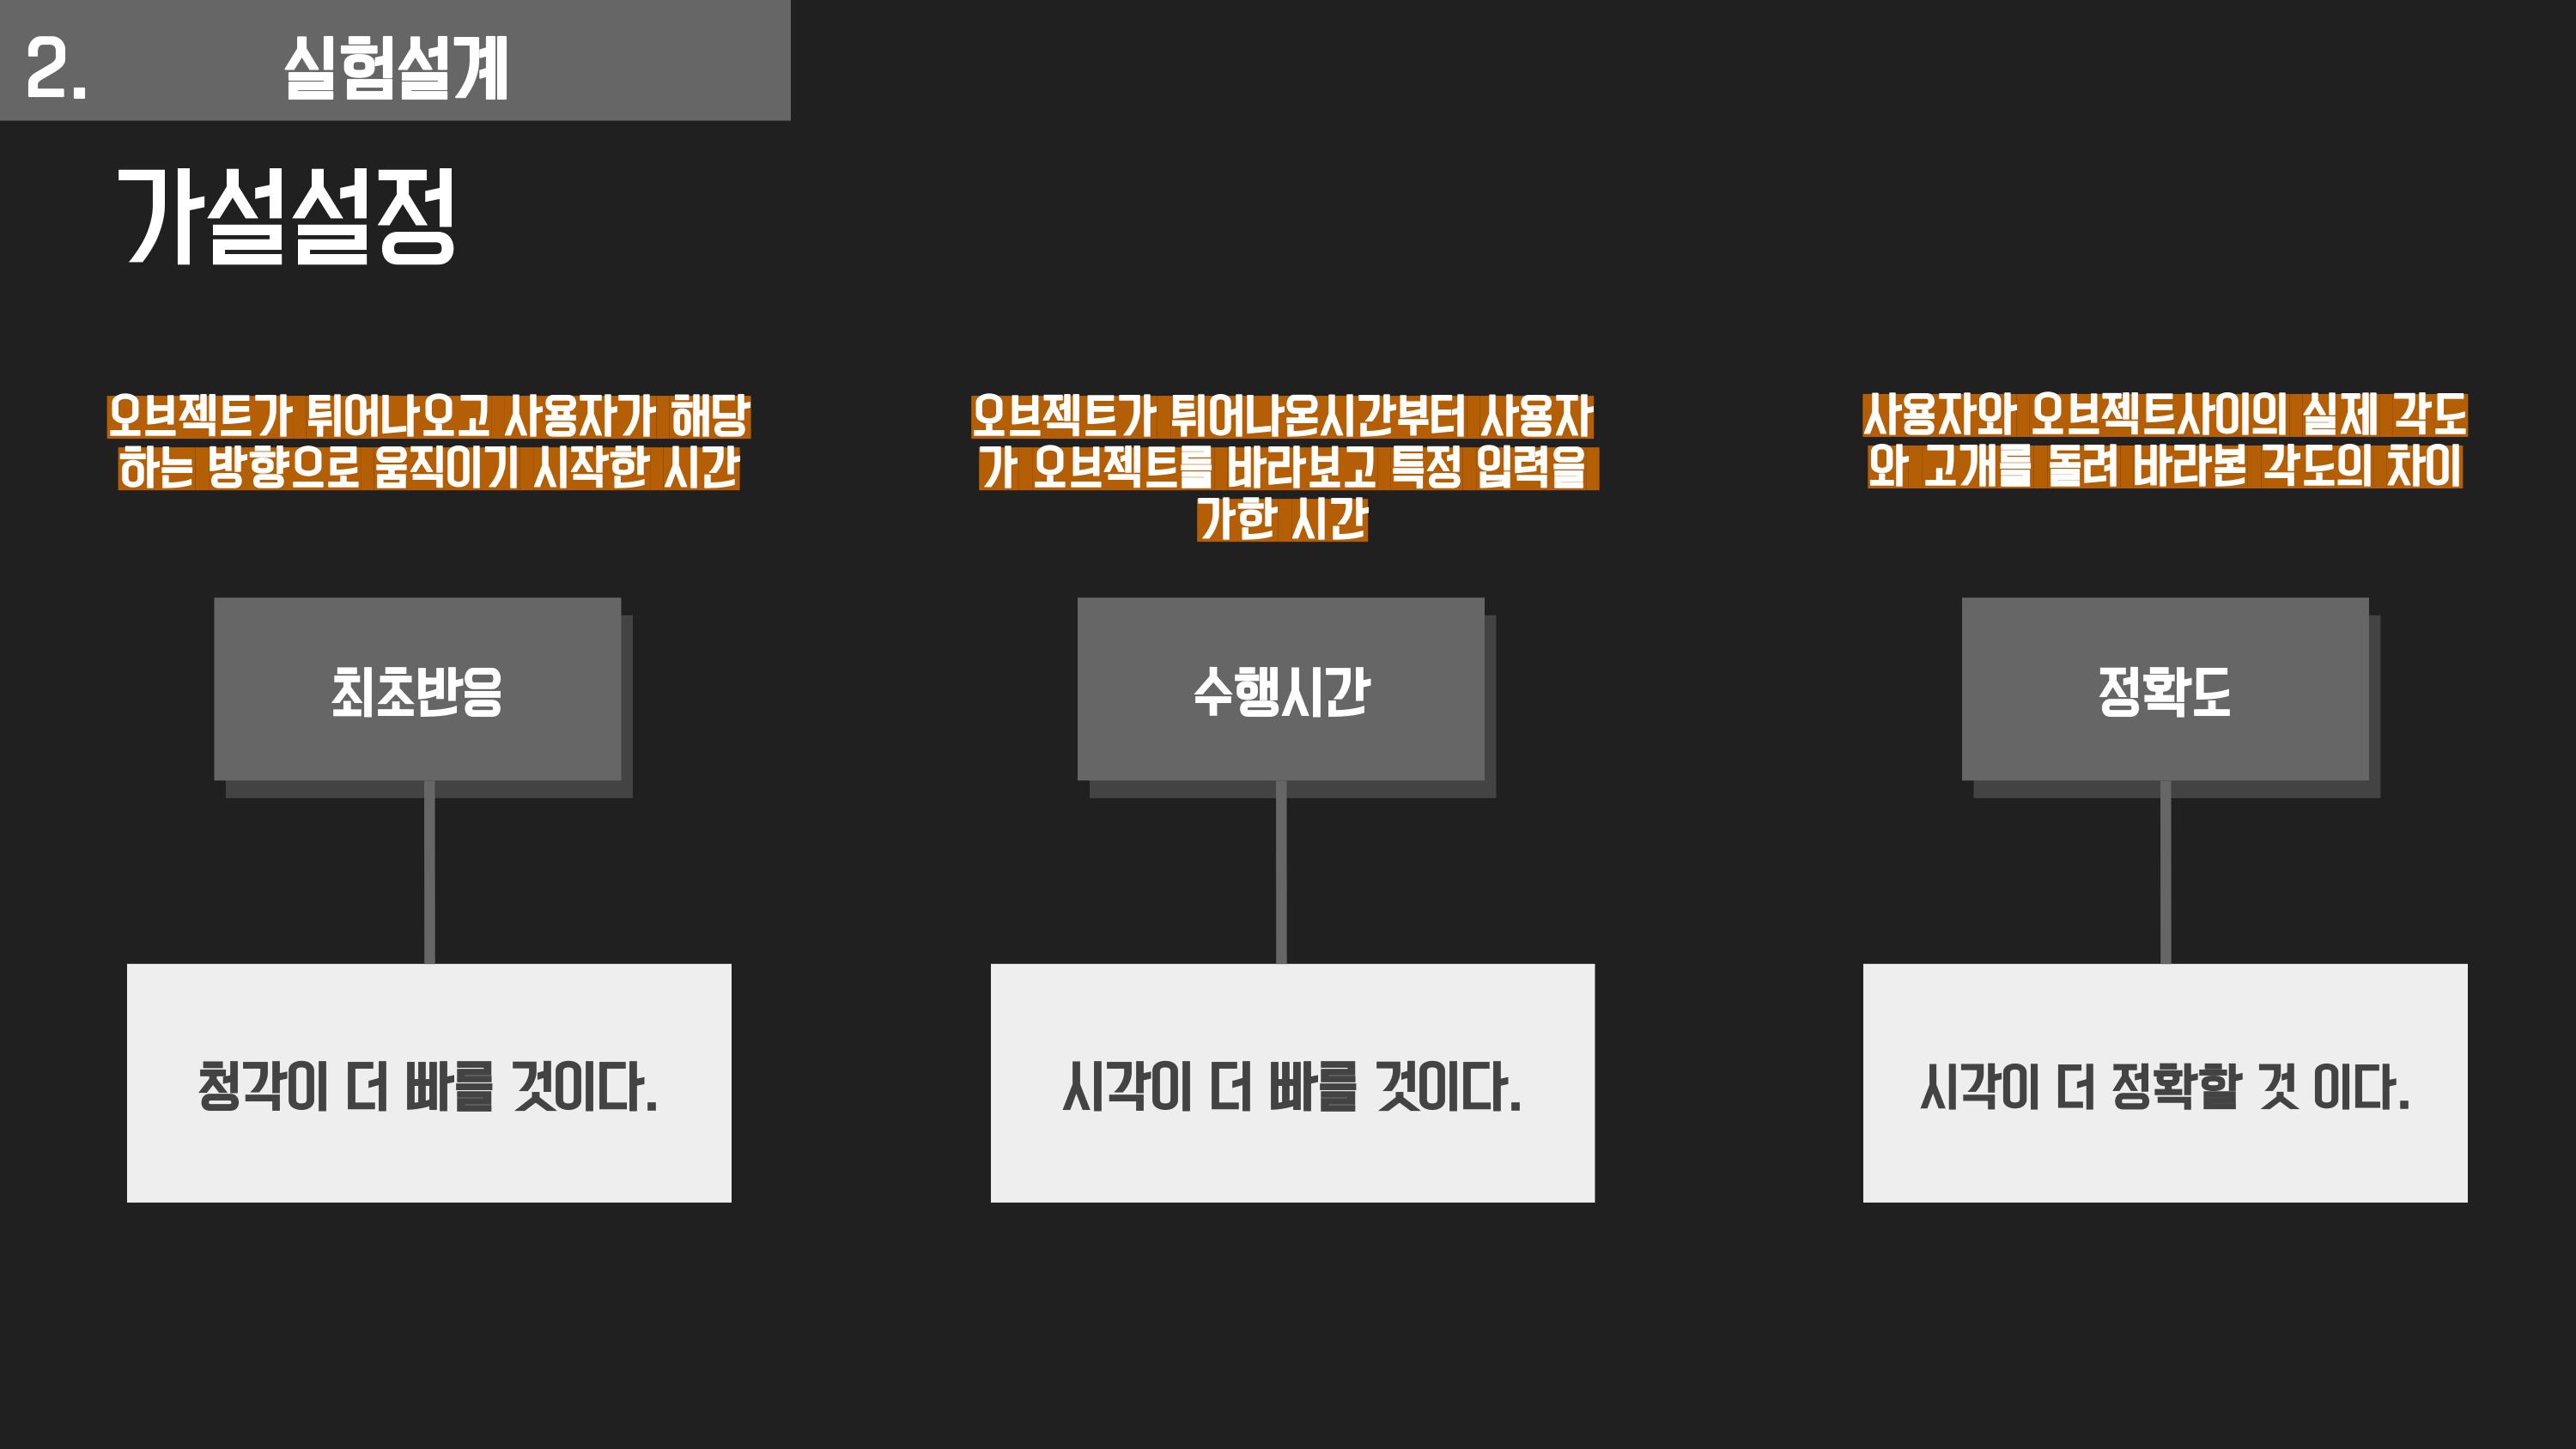 2. 실험설계
가설설정
오브젝트가 튀어나오고 사용자가 해당
하는 방향으로 움직이기 시작한 시간
오브젝트가 튀어나온시간부터 사용자
가 오브젝트를 바라보고 특정 입력을
가한 시간
사용자와 오브젝트사이의 실제 각도
와 고개를 돌려 바라본 각도의 차이
최초반응
수행시간
정확도
청각이 더 빠를 것이다.
시각이 더 빠를 것이다.
시각이 더 정확할 것 이다.